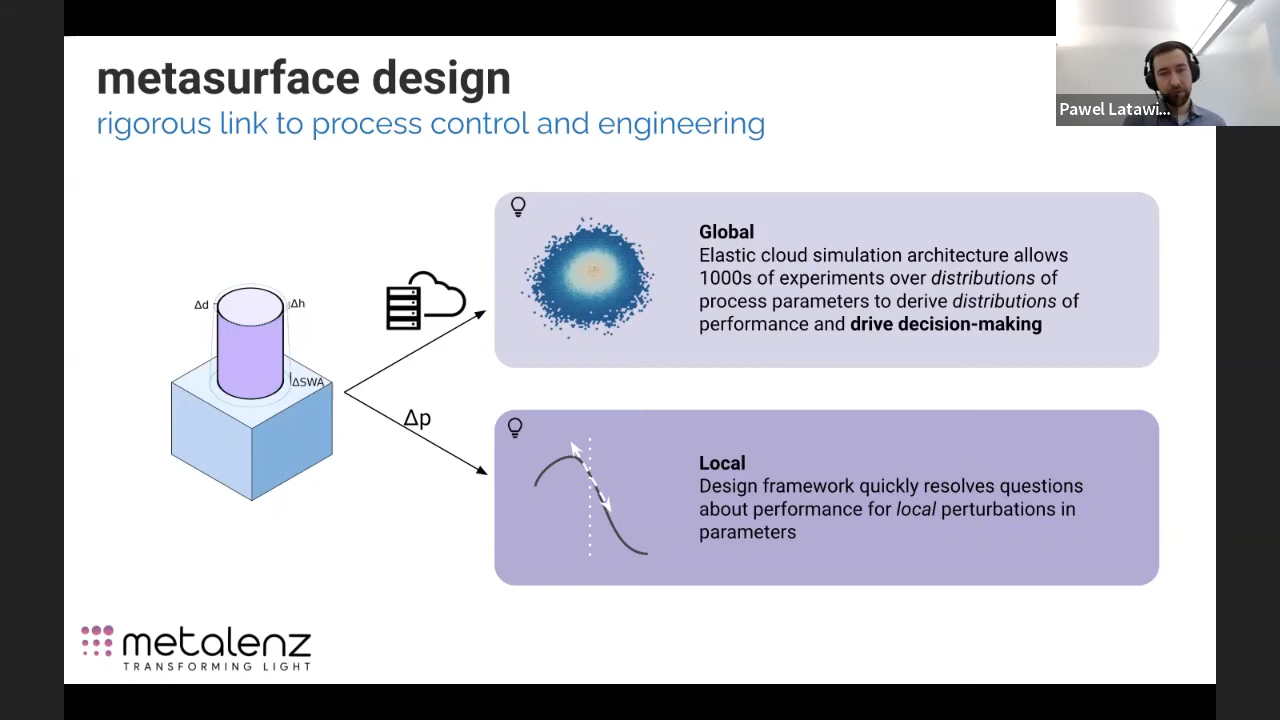 metasurface design
rigorous link to process control and engineering
Pawel Latawi...
Δd
Δh
ΔSWA
Δp
Global
Elastic cloud simulation architecture allows
1000s of experiments over distributions of
process parameters to derive distributions of
performance and drive decision-making
Local
Design framework quickly resolves questions
about performance for local perturbations in
parameters
metalenz
TRANSFORMING LIGHT